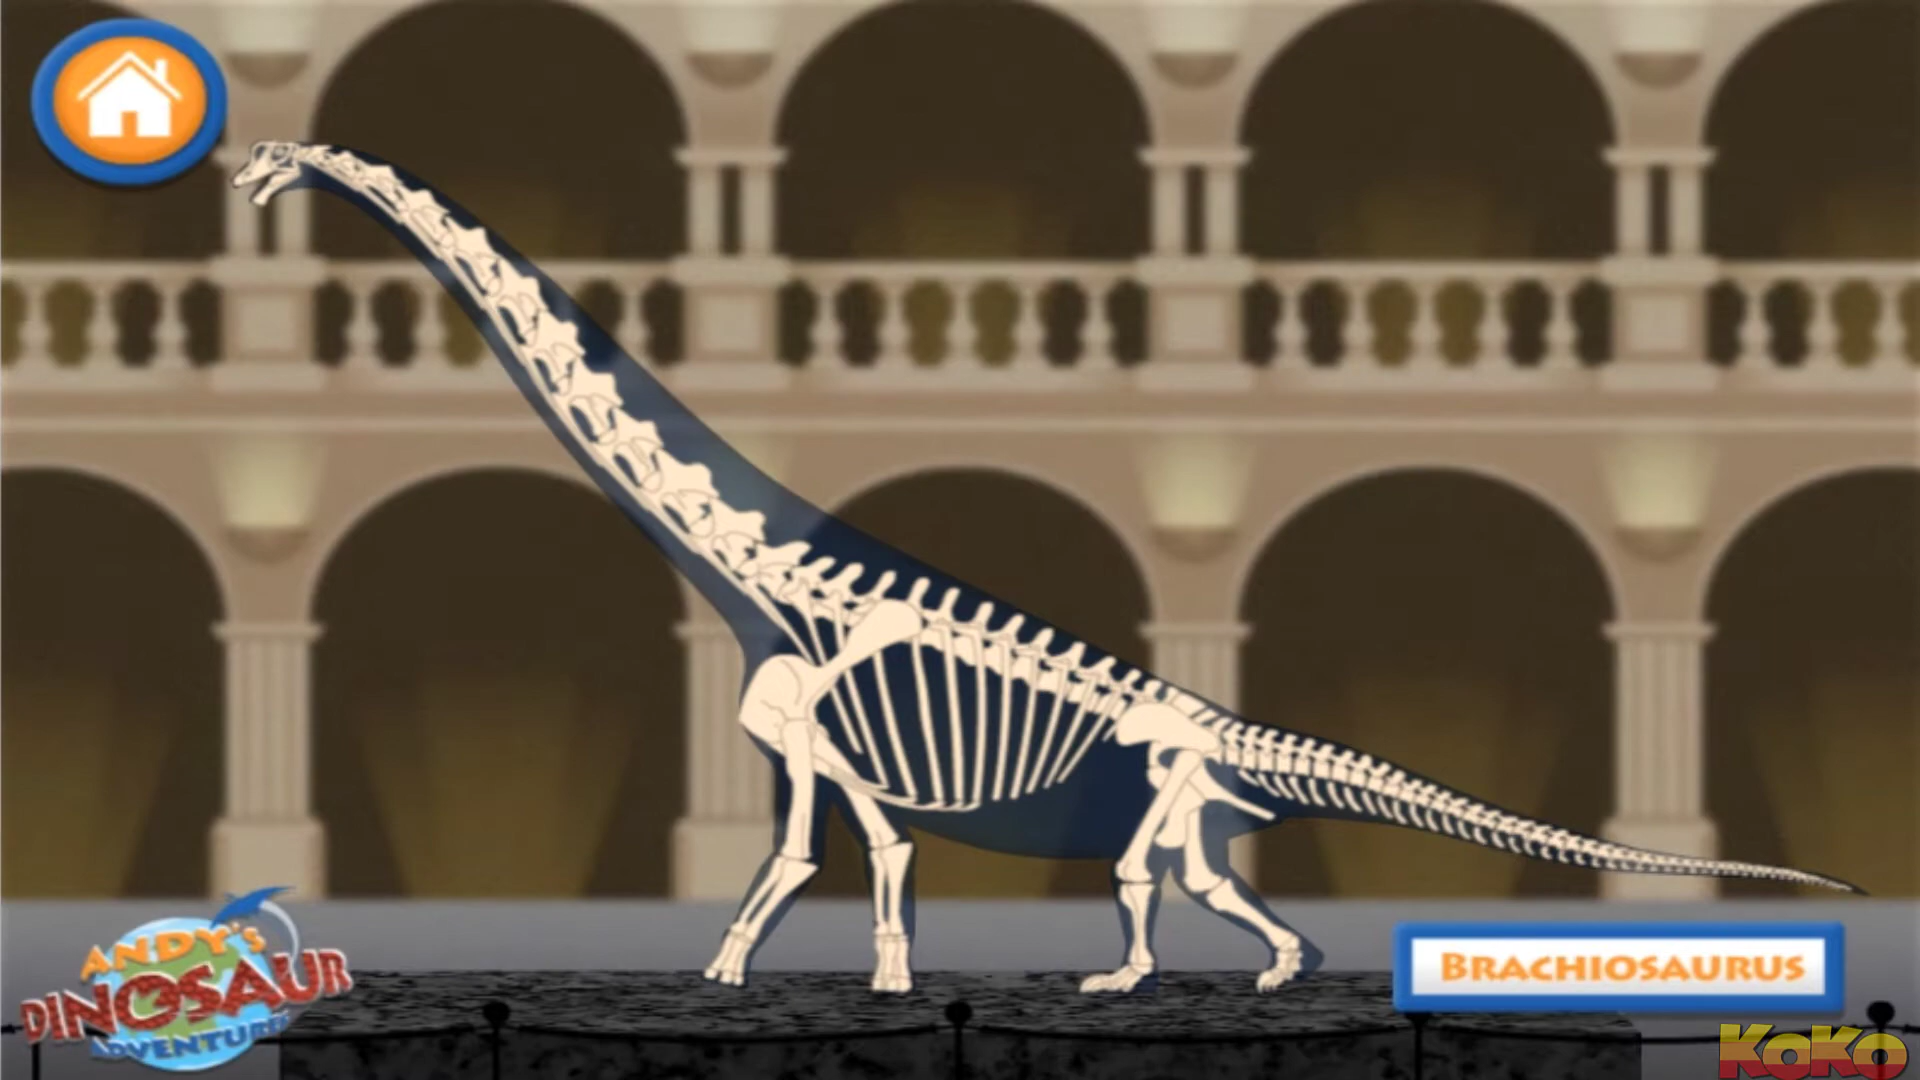 ANDY'S
DINOSAUR
ADVENTURES
BRACHIOSAURUS
KOKO